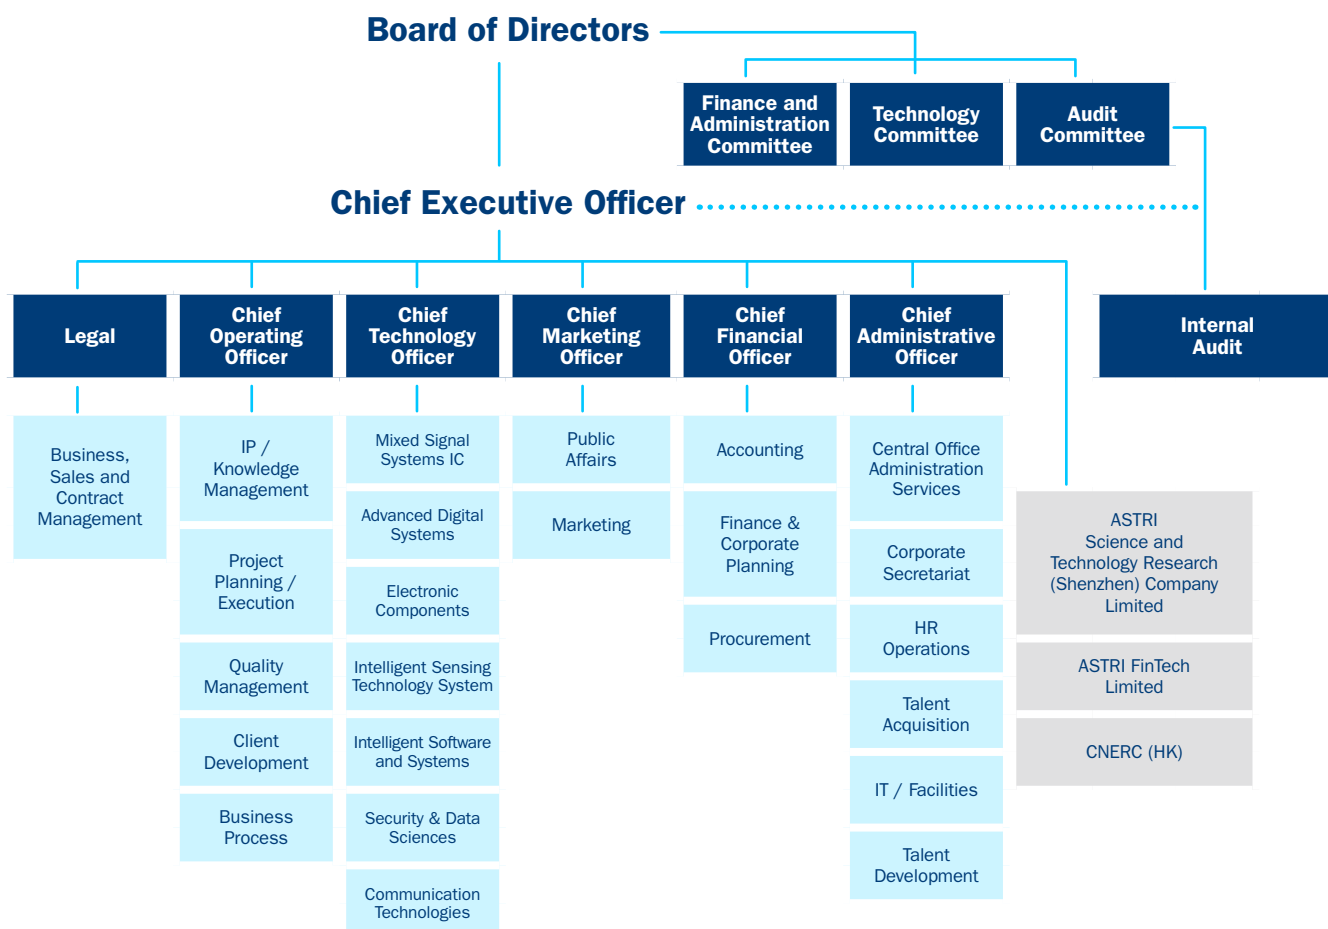 Board of Directors
Finance and
Administration
Committee
Technology
Committee
Audit
Committee
Chief Executive Officer
Legal
Chief
Operating
Officer
Chief
Technology
Officer
Chief
Marketing
Officer
Chief
Financial
Officer
Chief
Administrative
Officer
Internal
Audit
Business,
Sales and
Contract
Management
IP /
Knowledge
Management
Project
Planning /
Execution
Quality
Management
Client
Development
Business
Process
Mixed Signal
Systems IC
Advanced Digital
Systems
Electronic
Components
Intelligent Sensing
Technology System
Intelligent Software
and Systems
Security & Data
Sciences
Communication
Technologies
Public
Affairs
Marketing
Accounting
Finance &
Corporate
Planning
Procurement
Central Office
Administration
Services
Corporate
Secretariat
HR
Operations
Talent
Acquisition
IT / Facilities
Talent
Development
ASTRI
Science and
Technology Research
(Shenzhen) Company
Limited
ASTRI FinTech
Limited
CNERC (HK)